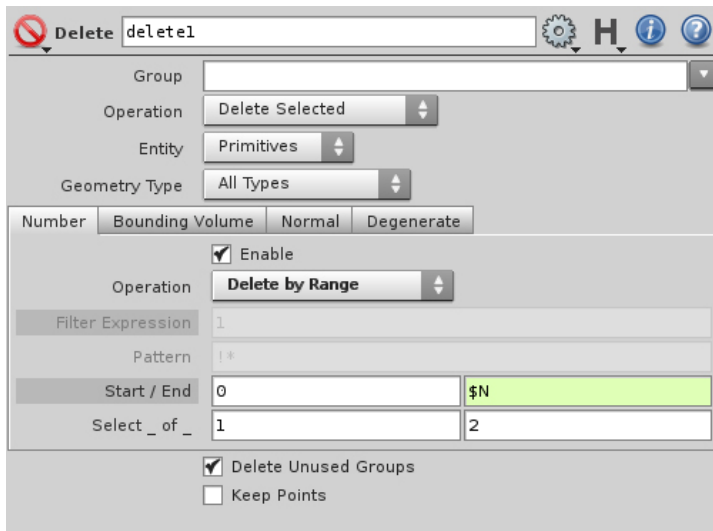 Delete delete1 H i ?
Group
Operation Delete Selected
Entity Primitives
Geometry Type All Types
Number Bounding Volume Normal Degenerate
Enable
Operation Delete by Range
Filter Expression 1
Pattern !*
Start / End 0 $N
Select _ of _ 1 2
Delete Unused Groups
Keep Points